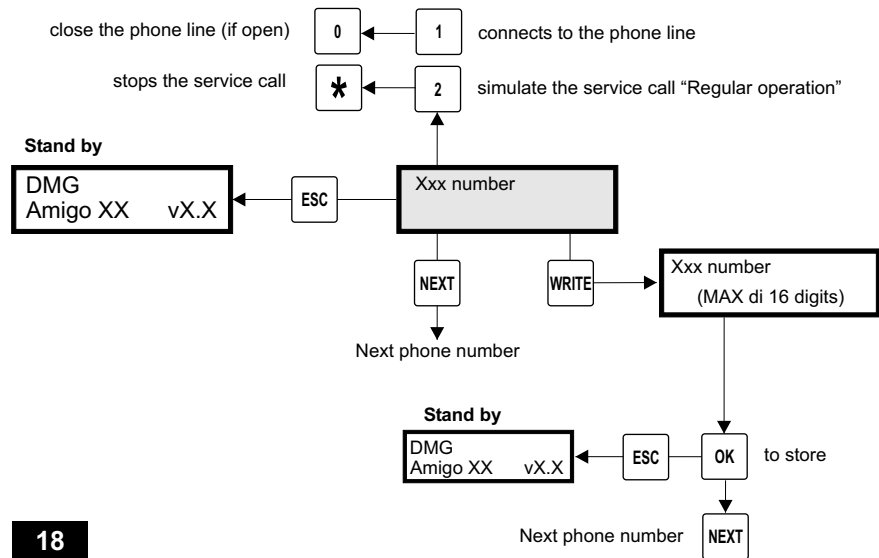 close the phone line (if open) 0 1 connects to the phone line
stops the service call * 2 simulate the service call “Regular operation”
Stand by
DMG
Amigo XX vX.X
ESC
Xxx number
NEXT
WRITE
Xxx number
(MAX di 16 digits)
Next phone number
Stand by
DMG
Amigo XX vX.X
ESC
OK
to store
Next phone number NEXT
18